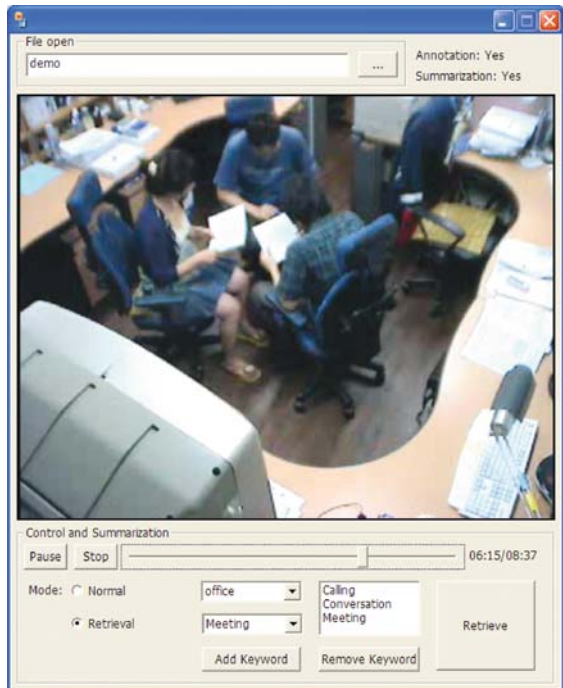 File open
demo
...
Annotation: Yes
Summarization: Yes
Control and Summarization
Pause Stop 06:15/08:37
Mode: Normal office Calling
Conversation
Meeting
Retrieval Meeting Retrieve
Add Keyword Remove Keyword